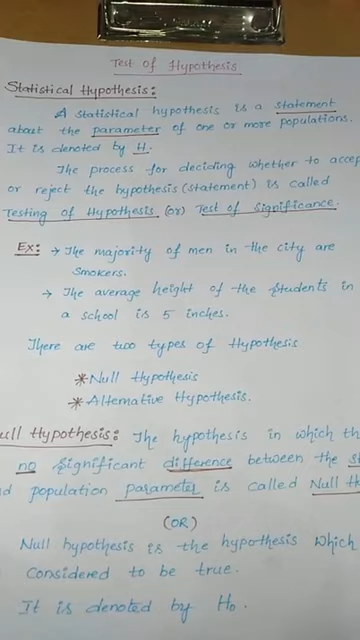 Test of Hypothesis
Statistical Hypothesis:
A statistical hypothesis is a statement
about the parameter of one or more populations.
It is denoted by H.
The process for deciding whether to accep
or reject the hypothesis (statement) is called
Testing of Hypothesis (or) Test of Significance.
Ex: → The majority of men in the city are
smokers.
→ The average height of the students in
a school is 5 inches.
There are two types of Hypothesis
* Null Hypothesis
* Alternative Hypothesis.
ull Hypothesis: The hypothesis in which th
no significant difference between the s
d population parameter is called Null
(OR)
Null hypothesis is the hypothesis which
Considered to be true.
It is denoted by H₀.